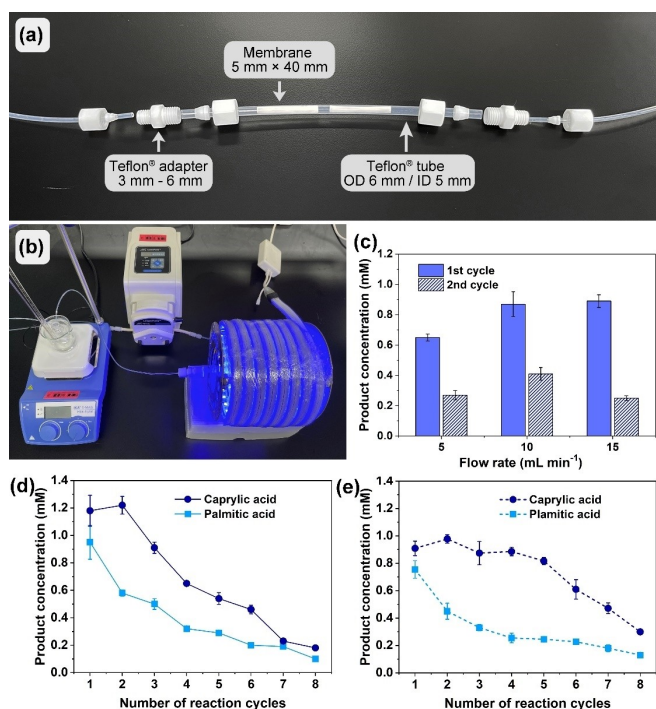 (a)
Membrane
5 mm × 40 mm
Teflon® adapter
3 mm - 6 mm
Teflon® tube
OD 6 mm / ID 5 mm
(b)
(c)
Product concentration (mM)
1.0
0.8
0.6
0.4
0.2
0.0
1st cycle
2nd cycle
5
10
15
Flow rate (mL min⁻¹)
(d)
Product concentration (mM)
1.4
1.2
1.0
0.8
0.6
0.4
0.2
0.0
Caprylic acid
Palmitic acid
1 2 3 4 5 6 7 8
Number of reaction cycles
(e)
Product concentration (mM)
1.4
1.2
1.0
0.8
0.6
0.4
0.2
0.0
Caprylic acid
Plamitic acid
1 2 3 4 5 6 7 8
Number of reaction cycles